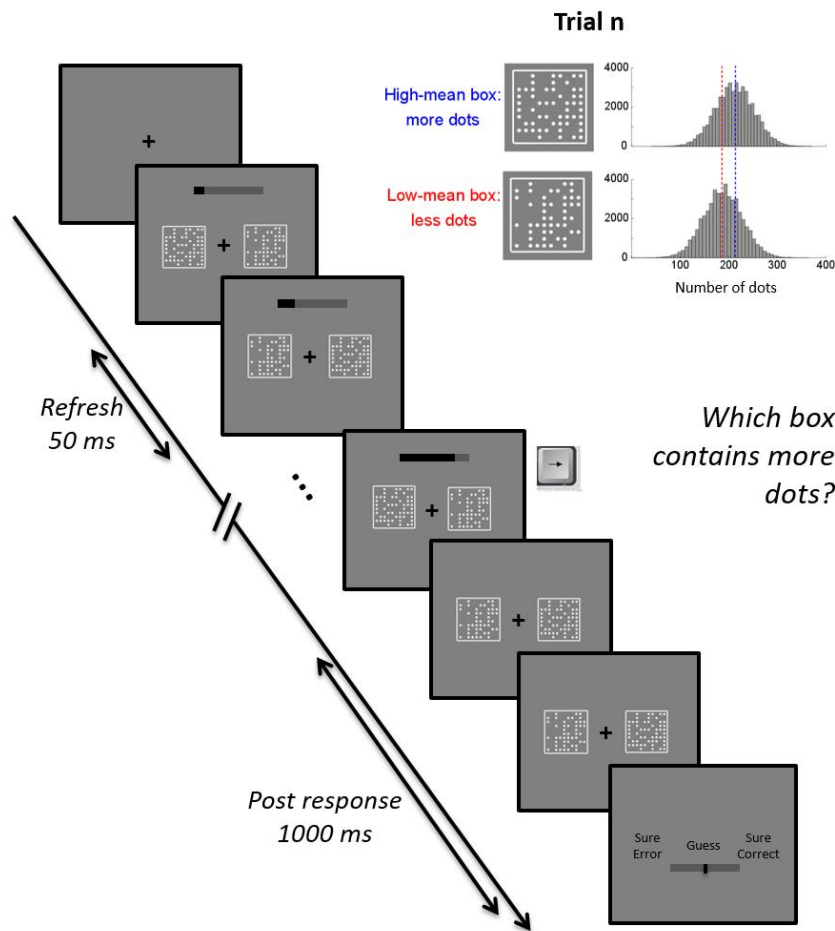 Trial n
High-mean box:
more dots
4000
2000
0
Low-mean box:
less dots
4000
2000
0
100
200
300
400
Number of dots
Refresh
50 ms
Which box
contains more
dots?
Post response
1000 ms
Sure
Error
Guess
Sure
Correct